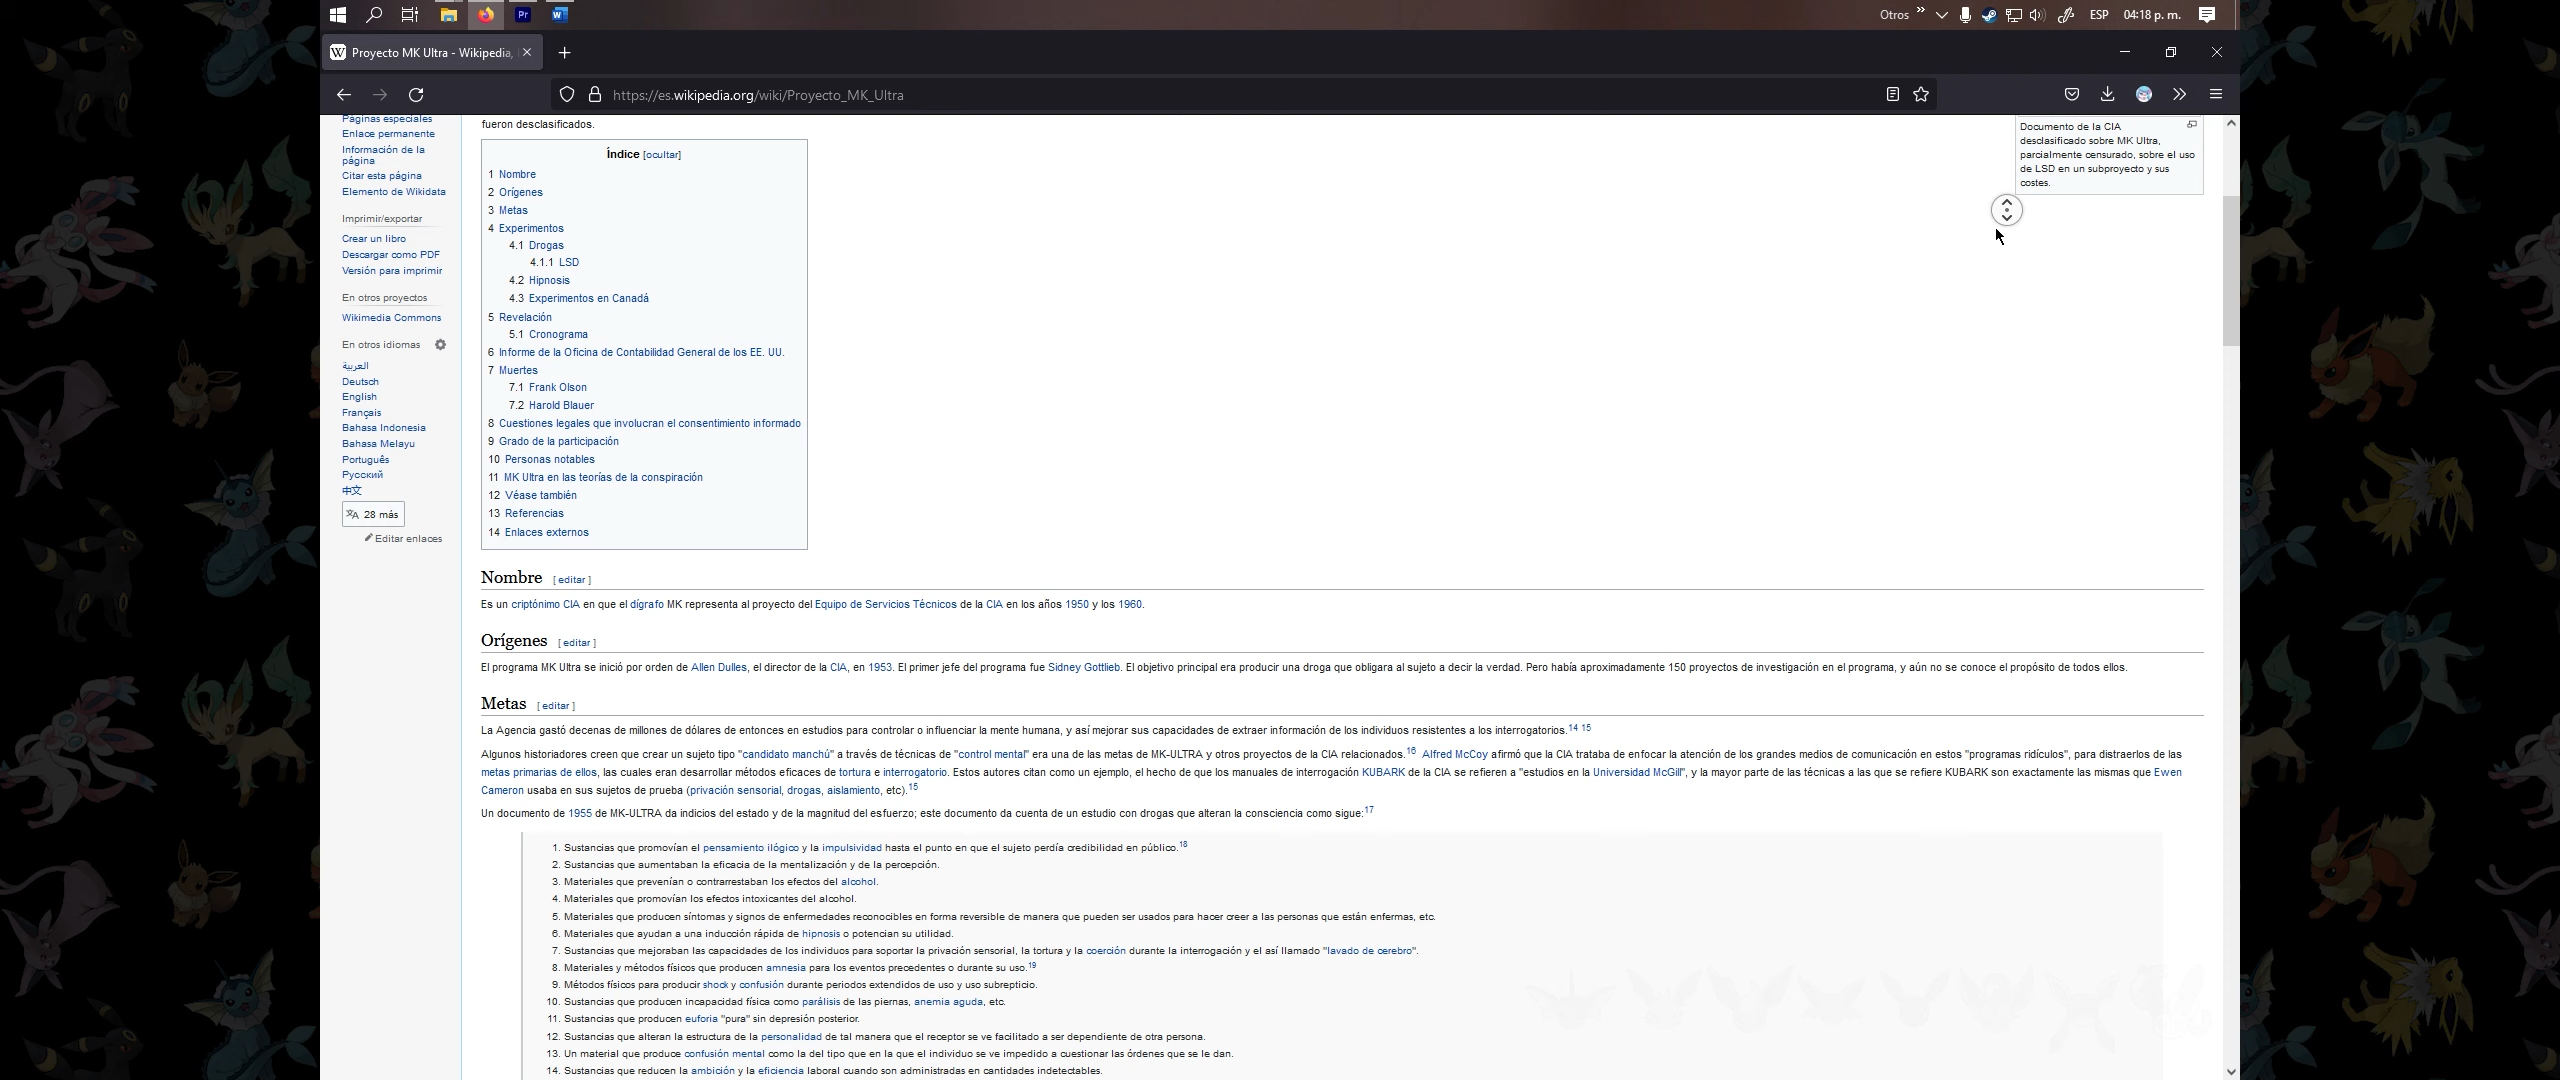 Otros
ESP
04:18 p. m.
Proyecto MK Ultra - Wikipedia,
https://es.wikipedia.org/wiki/Proyecto_MK_Ultra
Páginas especiales
Enlace permanente
Información de la
página
Citar esta página
Elemento de Wikidata
Imprimir/exportar
Crear un libro
Descargar como PDF
Versión para imprimir
En otros proyectos
Wikimedia Commons
En otros idiomas
العربية
Deutsch
English
Français
Bahasa Indonesia
Bahasa Melayu
Português
Русский
中文
28 más
Editar enlaces
fueron desclasificados.
Índice [ocultar]
1 Nombre
2 Orígenes
3 Metas
4 Experimentos
4.1 Drogas
4.1.1 LSD
4.2 Hipnosis
4.3 Experimentos en Canadá
5 Revelación
5.1 Cronograma
6 Informe de la Oficina de Contabilidad General de los EE. UU.
7 Muertes
7.1 Frank Olson
7.2 Harold Blauer
8 Cuestiones legales que involucran el consentimiento informado
9 Grado de la participación
10 Personas notables
11 MK Ultra en las teorías de la conspiración
12 Véase también
13 Referencias
14 Enlaces externos
Documento de la CIA
desclasificado sobre MK Ultra,
parcialmente censurado, sobre el uso
de LSD en un subproyecto y sus
costes.
Nombre [ editar ]
Es un criptónimo CIA en que el dígrafo MK representa al proyecto del Equipo de Servicios Técnicos de la CIA en los años 1950 y los 1960.
Orígenes [ editar ]
El programa MK Ultra se inició por orden de Allen Dulles, el director de la CIA, en 1953. El primer jefe del programa fue Sidney Gottlieb. El objetivo principal era producir una droga que obligara al sujeto a decir la verdad. Pero había aproximadamente 150 proyectos de investigación en el programa, y aún no se conoce el propósito de todos ellos.
Metas [ editar ]
La Agencia gastó decenas de millones de dólares de entonces en estudios para controlar o influenciar la mente humana, y así mejorar sus capacidades de extraer información de los individuos resistentes a los interrogatorios.14 15
Algunos historiadores creen que crear un sujeto tipo "candidato manchú" a través de técnicas de "control mental" era una de las metas de MK-ULTRA y otros proyectos de la CIA relacionados.16 Alfred McCoy afirmó que la CIA trataba de enfocar la atención de los grandes medios de comunicación en estos "programas ridículos", para distraerlos de las
metas primarias de ellos, las cuales eran desarrollar métodos eficaces de tortura e interrogatorio. Estos autores citan como un ejemplo, el hecho de que los manuales de interrogación KUBARK de la CIA se refieren a "estudios en la Universidad McGill", y la mayor parte de las técnicas a las que se refiere KUBARK son exactamente las mismas que Ewen
Cameron usaba en sus sujetos de prueba (privación sensorial, drogas, aislamiento, etc).15
Un documento de 1955 de MK-ULTRA da indicios del estado y de la magnitud del esfuerzo; este documento da cuenta de un estudio con drogas que alteran la consciencia como sigue:17
1. Sustancias que promovían el pensamiento ilógico y la impulsividad hasta el punto en que el sujeto perdía credibilidad en público.18
2. Sustancias que aumentaban la eficacia de la mentalización y de la percepción.
3. Materiales que prevenían o contrarrestaban los efectos del alcohol.
4. Materiales que promovían los efectos intoxicantes del alcohol.
5. Materiales que producen síntomas y signos de enfermedades reconocibles en forma reversible de manera que pueden ser usados para hacer creer a las personas que están enfermas, etc.
6. Materiales que ayudan a una inducción rápida de hipnosis o potencian su utilidad.
7. Sustancias que mejoraban las capacidades de los individuos para soportar la privación sensorial, la tortura y la coerción durante la interrogación y el así llamado "lavado de cerebro".
8. Materiales y métodos físicos que producen amnesia para los eventos precedentes o durante su uso.19
9. Métodos físicos para producir shock y confusión durante periodos extendidos de uso y uso subrepticio.
10. Sustancias que producen incapacidad física como parálisis de las piernas, anemia aguda, etc.
11. Sustancias que producen euforia "pura" sin depresión posterior.
12. Sustancias que alteran la estructura de la personalidad de tal manera que el receptor se ve facilitado a ser dependiente de otra persona.
13. Un material que produce confusión mental como la del tipo que en la que el individuo se ve impedido a cuestionar las órdenes que se le dan.
14. Sustancias que reducen la ambición y la eficiencia laboral cuando son administradas en cantidades indetectables.